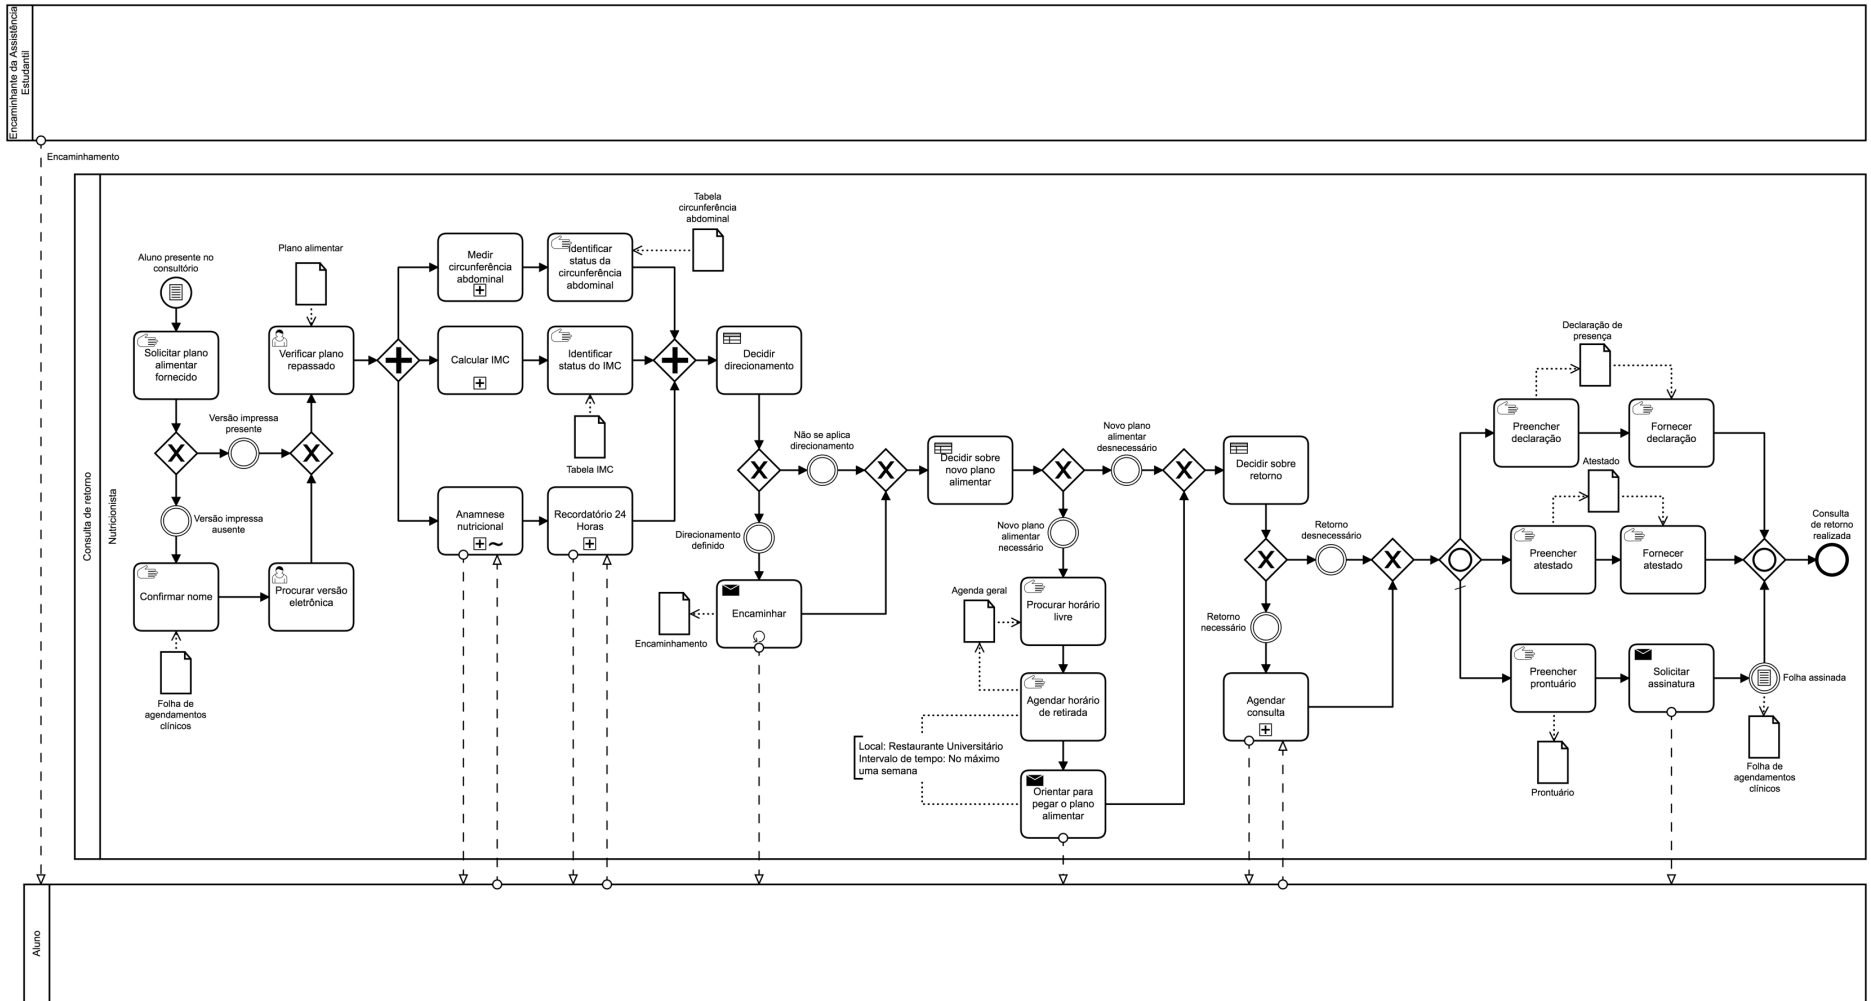 Encaminhante da Assistência
Estudantil
Encaminhamento
Consulta de retorno
Nutricionista
Aluno presente no
consultório
Solicitar plano
alimentar
fornecido
Versão impressa
presente
Versão impressa
ausente
Confirmar nome
Folha de
agendamentos
clínicos
Procurar versão
eletrônica
Plano alimentar
Verificar plano
repassado
Medir
circunferência
abdominal
Identificar
status da
circunferência
abdominal
Tabela
circunferência
abdominal
Calcular IMC
Identificar
status do IMC
Tabela IMC
Anamnese
nutricional
Recordatório 24
Horas
Decidir
direcionamento
Não se aplica
direcionamento
Direcionamento
definido
Encaminhar
Encaminhamento
Decidir sobre
novo plano
alimentar
Novo plano
alimentar
desnecessário
Novo plano
alimentar
necessário
Agenda geral
Procurar horário
livre
Agendar horário
de retirada
Local: Restaurante Universitário
Intervalo de tempo: No máximo
uma semana
Orientar para
pegar o plano
alimentar
Decidir sobre
retorno
Retorno
desnecessário
Retorno
necessário
Agendar
consulta
Declaração de
presença
Preencher
declaração
Fornecer
declaração
Atestado
Preencher
atestado
Fornecer
atestado
Preencher
prontuário
Prontuário
Solicitar
assinatura
Folha assinada
Folha de
agendamentos
clínicos
Consulta
de retorno
realizada
Aluno